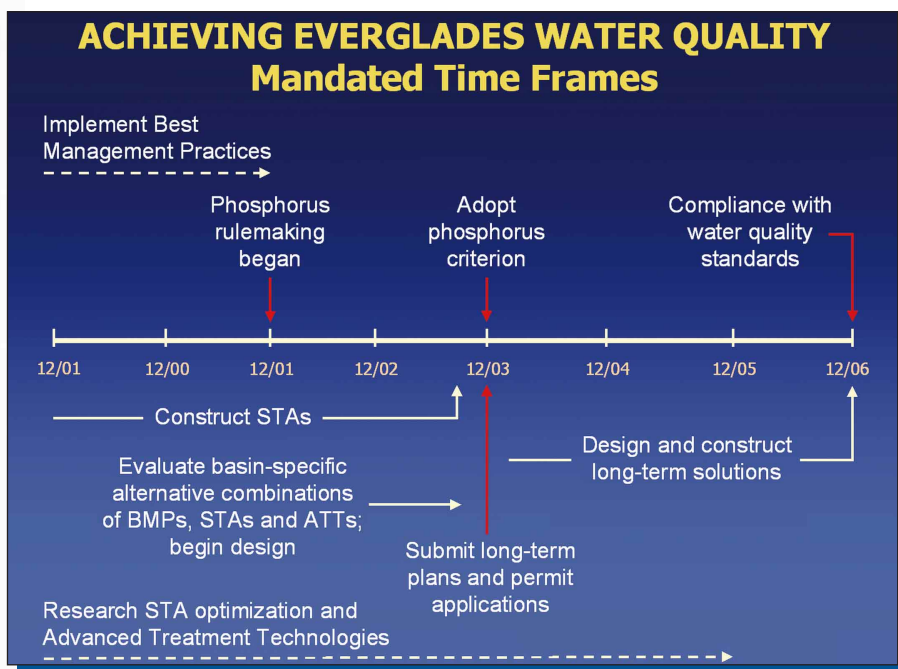 ACHIEVING EVERGLADES WATER QUALITY
Mandated Time Frames
Implement Best
Management Practices
Phosphorus
rulemaking
began
Adopt
phosphorus
criterion
Compliance with
water quality
standards
12/01
12/00
12/01
12/02
12/03
12/04
12/05
12/06
Construct STAs
Evaluate basin-specific
alternative combinations
of BMPs, STAs and ATTs;
begin design
Design and construct
long-term solutions
Submit long-term
plans and permit
applications
Research STA optimization and
Advanced Treatment Technologies